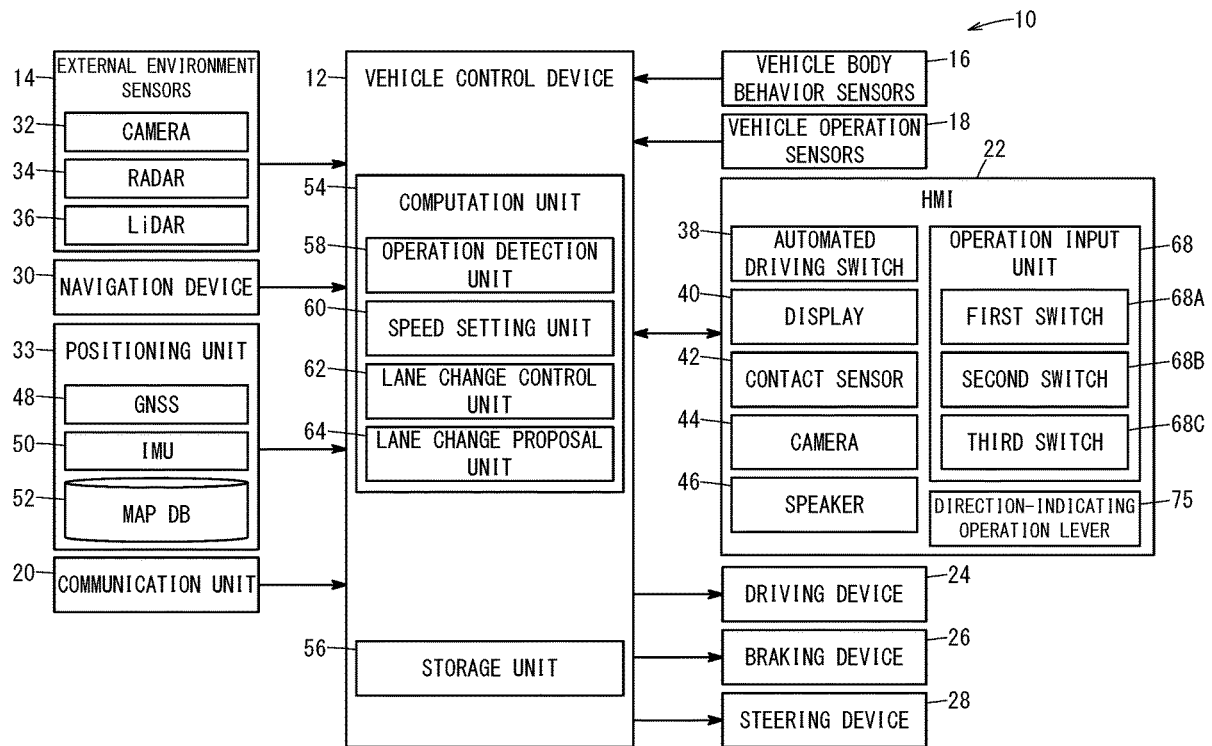 10
14
EXTERNAL ENVIRONMENT
SENSORS
32
CAMERA
34
RADAR
36
LiDAR
30
NAVIGATION DEVICE
33
POSITIONING UNIT
48
GNSS
50
IMU
52
MAP DB
20
COMMUNICATION UNIT
12
VEHICLE CONTROL DEVICE
54
COMPUTATION UNIT
58
OPERATION DETECTION
UNIT
60
SPEED SETTING UNIT
62
LANE CHANGE CONTROL
UNIT
64
LANE CHANGE PROPOSAL
UNIT
56
STORAGE UNIT
VEHICLE BODY
BEHAVIOR SENSORS
16
VEHICLE OPERATION
SENSORS
18
22
HMI
38
AUTOMATED
DRIVING SWITCH
40
DISPLAY
42
CONTACT SENSOR
44
CAMERA
46
SPEAKER
OPERATION INPUT
UNIT
68
FIRST SWITCH
68A
SECOND SWITCH
68B
THIRD SWITCH
68C
DIRECTION-INDICATING
OPERATION LEVER
75
DRIVING DEVICE
24
BRAKING DEVICE
26
STEERING DEVICE
28